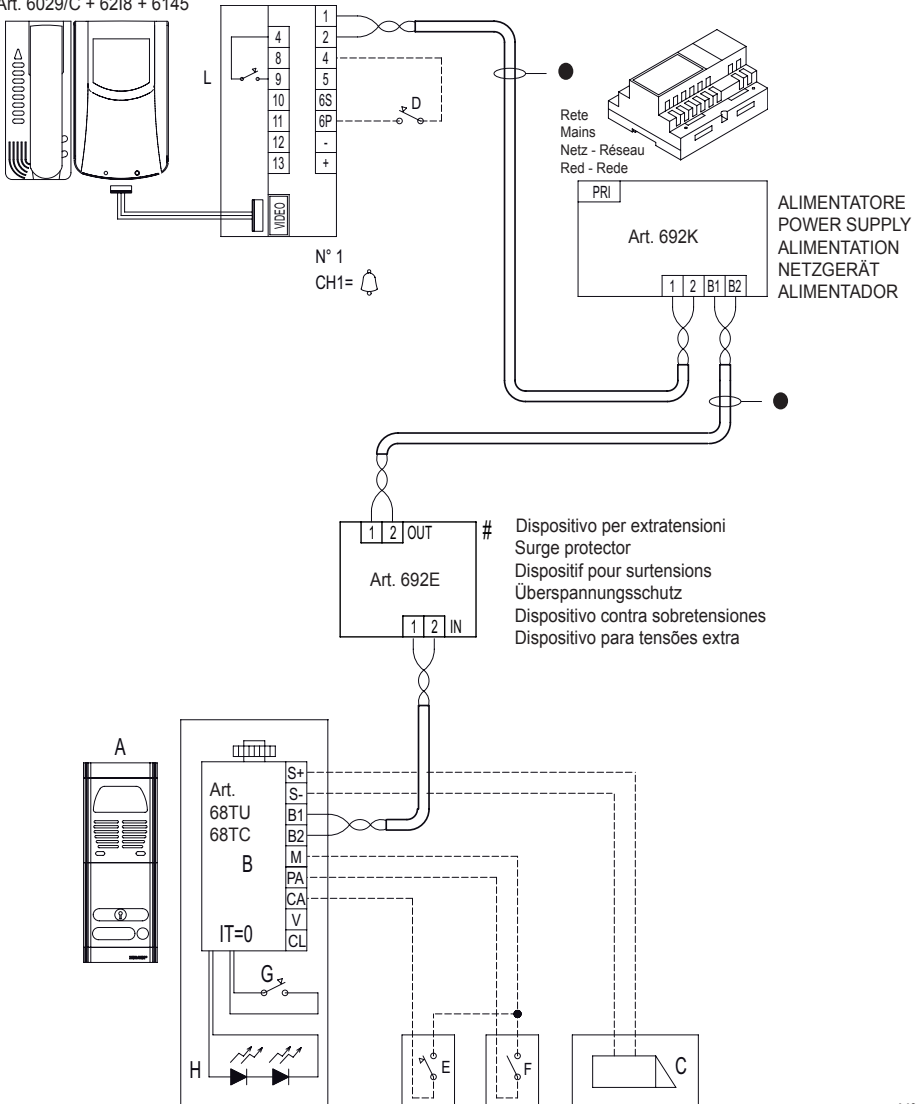 Art. 6029/C + 62I8 + 6145
L
4
8
9
10
11
12
13
VIDEO
1
2
4
5
6S
6P
-
+
D
N° 1
CH1=
Rete
Mains
Netz - Réseau
Red - Rede
PRI
Art. 692K
1 2 B1 B2
ALIMENTATORE
POWER SUPPLY
ALIMENTATION
NETZGERÄT
ALIMENTADOR
1 2 OUT
Art. 692E
1 2 IN
#
Dispositivo per extratensioni
Surge protector
Dispositif pour surtensions
Überspannungsschutz
Dispositivo contra sobretensiones
Dispositivo para tensões extra
A
Art.
68TU
68TC
B
IT=0
S+
S-
B1
B2
M
PA
CA
V
CL
G
H
E
F
C